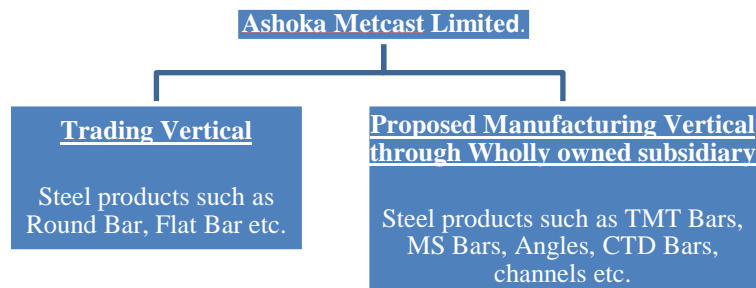 Ashoka Metcast Limited.
Trading Vertical
Steel products such as
Round Bar, Flat Bar etc.
Proposed Manufacturing Vertical
through Wholly owned subsidiary
Steel products such as TMT Bars,
MS Bars, Angles, CTD Bars,
channels etc.